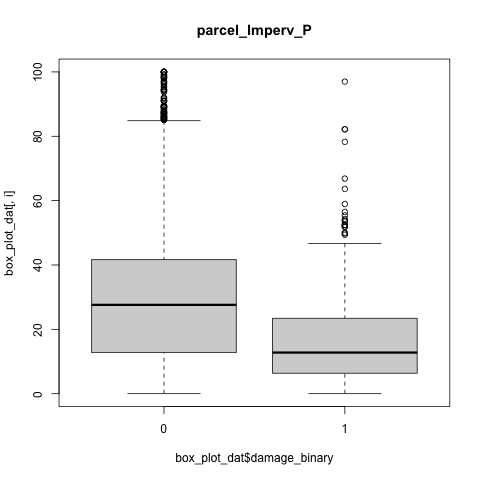 parcel_Imperv_P
100
80
60
40
20
0
box_plot_dat[, i]
0 1
box_plot_dat$damage_binary